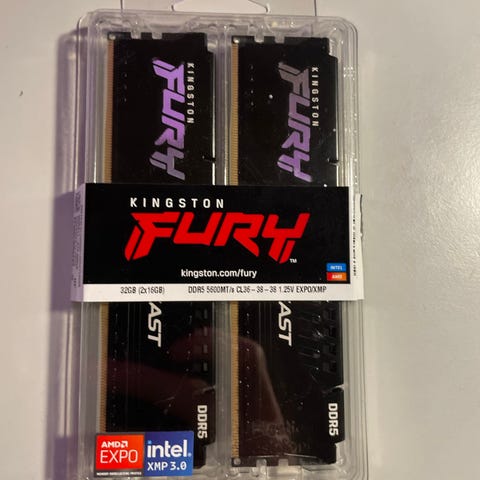 KINGSTON
FURY
KINGSTON
FURY
KINGSTON
FURY™
kingston.com/fury
INTEL
AMD
32GB (2x16GB) DDR5 5600MT/s CL36-38-38 1.25V EXPO/XMP
AST
AST
DDR5
DDR5
AMD
EXPO
intel
XMP 3.0